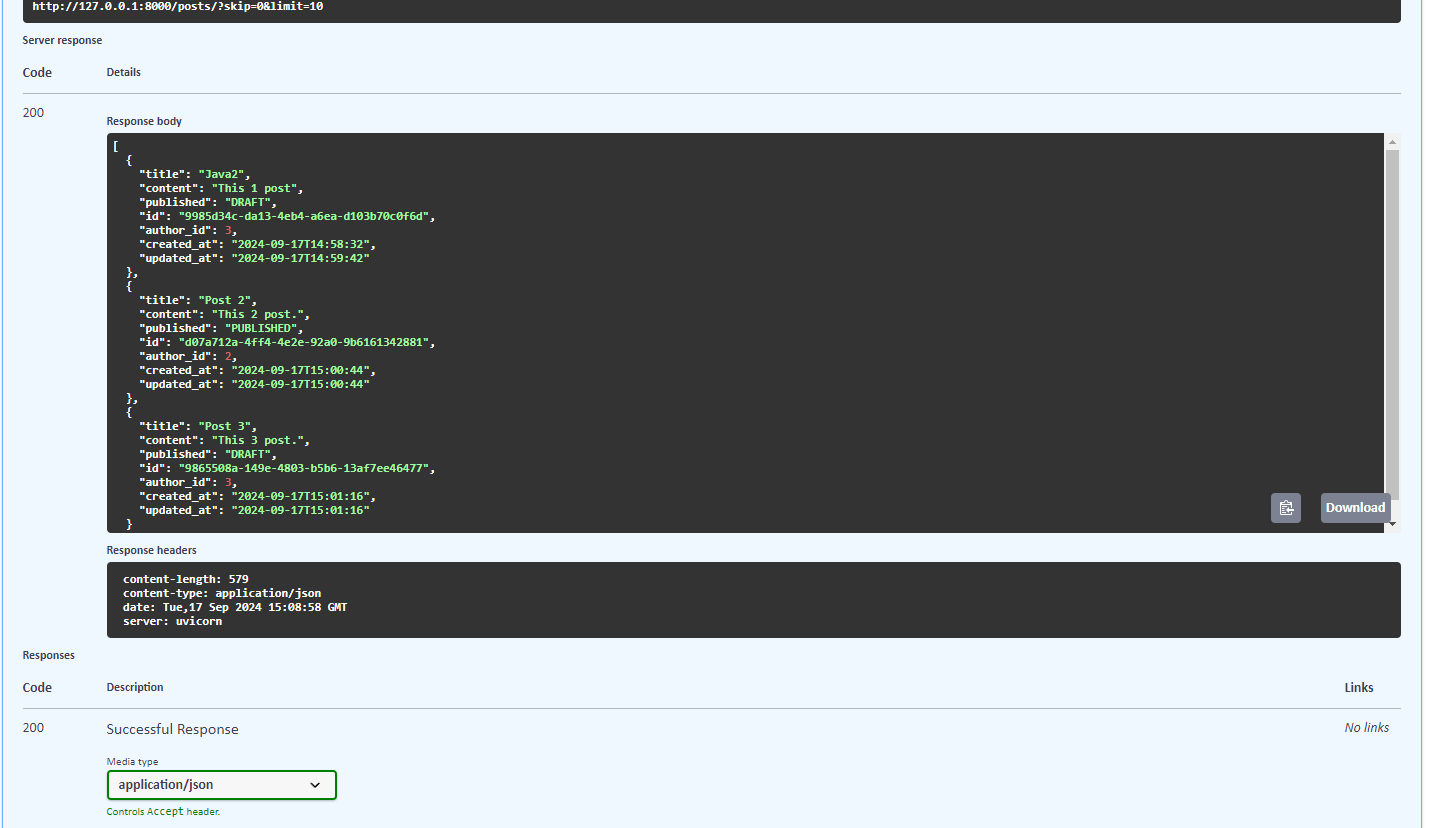 http://127.0.0.1:8000/posts/?skip=0&limit=10
Server response
Code Details
200
Response body
[
  {
    "title": "Java2",
    "content": "This 1 post",
    "published": "DRAFT",
    "id": "9985d34c-da13-4eb4-a6ea-d103b70c0f6d",
    "author_id": 3,
    "created_at": "2024-09-17T14:58:32",
    "updated_at": "2024-09-17T14:59:42"
  },
  {
    "title": "Post 2",
    "content": "This 2 post.",
    "published": "PUBLISHED",
    "id": "d07a712a-4ff4-4e2e-92a0-9b6161342881",
    "author_id": 2,
    "created_at": "2024-09-17T15:00:44",
    "updated_at": "2024-09-17T15:00:44"
  },
  {
    "title": "Post 3",
    "content": "This 3 post.",
    "published": "DRAFT",
    "id": "9865508a-149e-4803-b5b6-13af7ee46477",
    "author_id": 3,
    "created_at": "2024-09-17T15:01:16",
    "updated_at": "2024-09-17T15:01:16"
  }
Download
Response headers
content-length: 579
content-type: application/json
date: Tue,17 Sep 2024 15:08:58 GMT
server: uvicorn
Responses
Code Description Links
200 Successful Response No links
Media type
application/json
Controls Accept header.